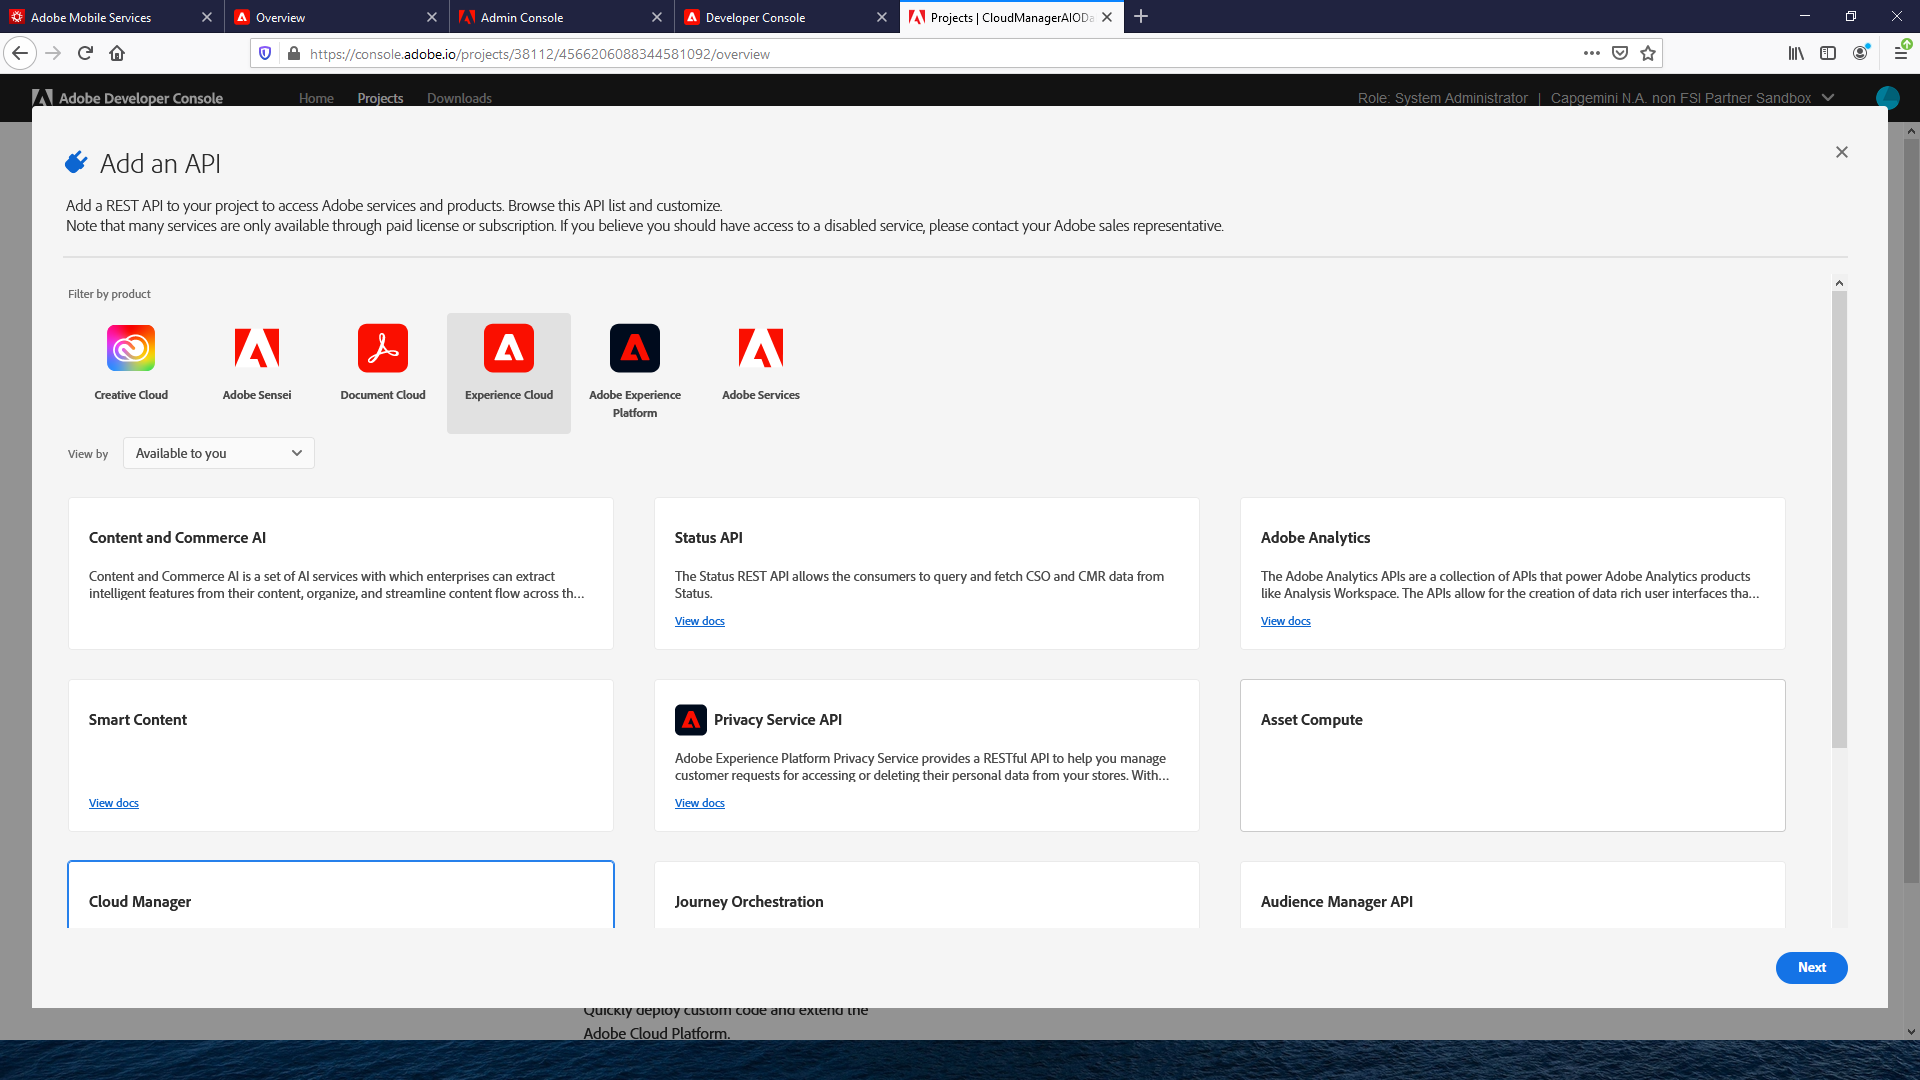 Adobe Mobile Services
Overview
Admin Console
Developer Console
Projects | CloudManagerAIODa
https://console.adobe.io/projects/38112/4566206088344581092/overview
Adobe Developer Console
Home
Projects
Downloads
Role: System Administrator | Capgemini N.A. non FSI Partner Sandbox
Add an API
Add a REST API to your project to access Adobe services and products. Browse this API list and customize.
Note that many services are only available through paid license or subscription. If you believe you should have access to a disabled service, please contact your Adobe sales representative.
Filter by product
Creative Cloud
Adobe Sensei
Document Cloud
Experience Cloud
Adobe Experience
Platform
Adobe Services
View by
Available to you
Content and Commerce AI
Content and Commerce AI is a set of AI services with which enterprises can extract
intelligent features from their content, organize, and streamline content flow across th...
Status API
The Status REST API allows the consumers to query and fetch CSO and CMR data from
Status.
View docs
Adobe Analytics
The Adobe Analytics APIs are a collection of APIs that power Adobe Analytics products
like Analysis Workspace. The APIs allow for the creation of data rich user interfaces tha...
View docs
Smart Content
View docs
Privacy Service API
Adobe Experience Platform Privacy Service provides a RESTful API to help you manage
customer requests for accessing or deleting their personal data from your stores. With...
View docs
Asset Compute
Cloud Manager
Journey Orchestration
Audience Manager API
Next
Quickly deploy custom code and extend the
Adobe Cloud Platform.